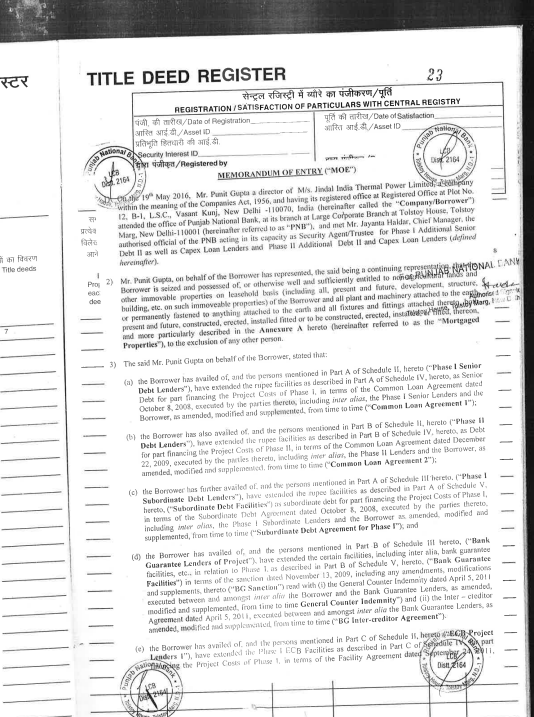 स्टर
TITLE DEED REGISTER
23
सेन्ट्रल रजिस्ट्री में ब्यौरे का पंजीकरण/पूर्ति
REGISTRATION / SATISFACTION OF PARTICULARS WITH CENTRAL REGISTRY
पंजी. की तारीख/Date of Registration
पूर्ति की तारीख/Date of Satisfaction
आस्ति आई.डी./Asset ID
आस्ति आई.डी./Asset ID
प्रतिभूति हितधारी की आई.डी.
Security Interest ID
द्वारा पंजीकृत/Registered by
MEMORANDUM OF ENTRY ("MOE")
Punjab National Bank
LCB
Distt. 2164
On the 19th May 2016, Mr. Punit Gupta a director of M/s. Jindal India Thermal Power Limited, a company
within the meaning of the Companies Act, 1956, and having its registered office at Registered Office at Plot No.
12, B-1, L.S.C., Vasant Kunj, New Delhi -110070, India (hereinafter called the "Company/Borrower")
attended the office of Punjab National Bank, at its branch at Large Corporate Branch at Tolstoy House, Tolstoy
Marg, New Delhi-110001 (hereinafter referred to as "PNB"), and met Mr. Jayanta Haldar, Chief Manager, the
authorised official of the PNB acting in its capacity as Security Agent/Trustee for Phase I Additional Senior
Debt II as well as Capex Loan Lenders and Phase II Additional Debt II and Capex Loan Lenders (defined
hereinafter).
का विवरण
Title deeds
2) Mr. Punit Gupta, on behalf of the Borrower has represented, the said being a continuing representation,
Borrower is seized and possessed of, or otherwise well and sufficiently entitled to lands and
other immovable properties on leasehold basis (including all, present and future, development, structure,
building, etc. on such immovable properties) of the Borrower and all plant and machinery attached to the earth
or permanently fastened to anything attached to the earth and all fixtures and fittings attached thereto,
present and future, constructed, erected, installed fitted or to be constructed, erected, installed or fitted, thereon,
and more particularly described in the Annexure A hereto (hereinafter referred to as the "Mortgaged
Properties"), to the exclusion of any other person.
PUNJAB NATIONAL BANK
7
3) The said Mr. Punit Gupta on behalf of the Borrower, stated that:
(a) the Borrower has availed of, and the persons mentioned in Part A of Schedule II, hereto ("Phase I Senior
Debt Lenders"), have extended the rupee facilities as described in Part A of Schedule IV, hereto, as Senior
Debt for part financing the Project Costs of Phase I, in terms of the Common Loan Agreement dated
October 8, 2008, executed by the parties thereto, including inter alias, the Phase I Senior Lenders and the
Borrower, as amended, modified and supplemented, from time to time ("Common Loan Agreement 1");
(b) the Borrower has also availed of, and the persons mentioned in Part B of Schedule II, hereto ("Phase II
Debt Lenders"), have extended the rupee facilities as described in Part B of Schedule IV, hereto, as Debt
for part financing the Project Costs of Phase II, in terms of the Common Loan Agreement dated December
22, 2009, executed by the parties thereto, including inter alias, the Phase II Lenders and the Borrower, as
amended, modified and supplemented, from time to time ("Common Loan Agreement 2");
(c) the Borrower has further availed of, and the persons mentioned in Part A of Schedule III hereto, ("Phase I
Subordinate Debt Lenders"), have extended the rupee facilities as described in Part A of Schedule V,
hereto, ("Subordinate Debt Facilities") as subordinate debt for part financing the Project Costs of Phase I,
in terms of the Subordinate Debt Agreement dated October 8, 2008, executed by the parties thereto,
including inter alias, the Phase I Subordinate Lenders and the Borrower as amended, modified and
supplemented, from time to time ("Subordinate Debt Agreement for Phase I"); and
(d) the Borrower has availed of, and the persons mentioned in Part B of Schedule III hereto, ("Bank
Guarantee Lenders of Project"), have extended the certain facilities, including inter alia, bank guarantee
facilities, etc., in relation to Phase I, as described in Part B of Schedule V, hereto, ("Bank Guarantee
Facilities") in terms of the sanction dated November 13, 2009, including any amendments, modifications
and supplements, thereto ("BG Sanction") read with (i) the General Counter Indemnity dated April 5, 2011
executed between and amongst inter alia the Borrower and the Bank Guarantee Lenders, as amended,
modified and supplemented, from time to time General Counter Indemnity") and (ii) the Inter – creditor
Agreement dated April 5, 2011, executed between and amongst inter alia the Bank Guarantee Lenders, as
amended, modified and supplemented, from time to time ("BG Inter-creditor Agreement").
(e) the Borrower has availed of, and the persons mentioned in Part C of Schedule II, hereto ("ECB Project
Lenders 1"), have extended the Phase I ECB Facilities as described in Part C of Schedule IV, for part
financing the Project Costs of Phase I, in terms of the Facility Agreement dated September 24, 2011,
LCB
Distt. 2164